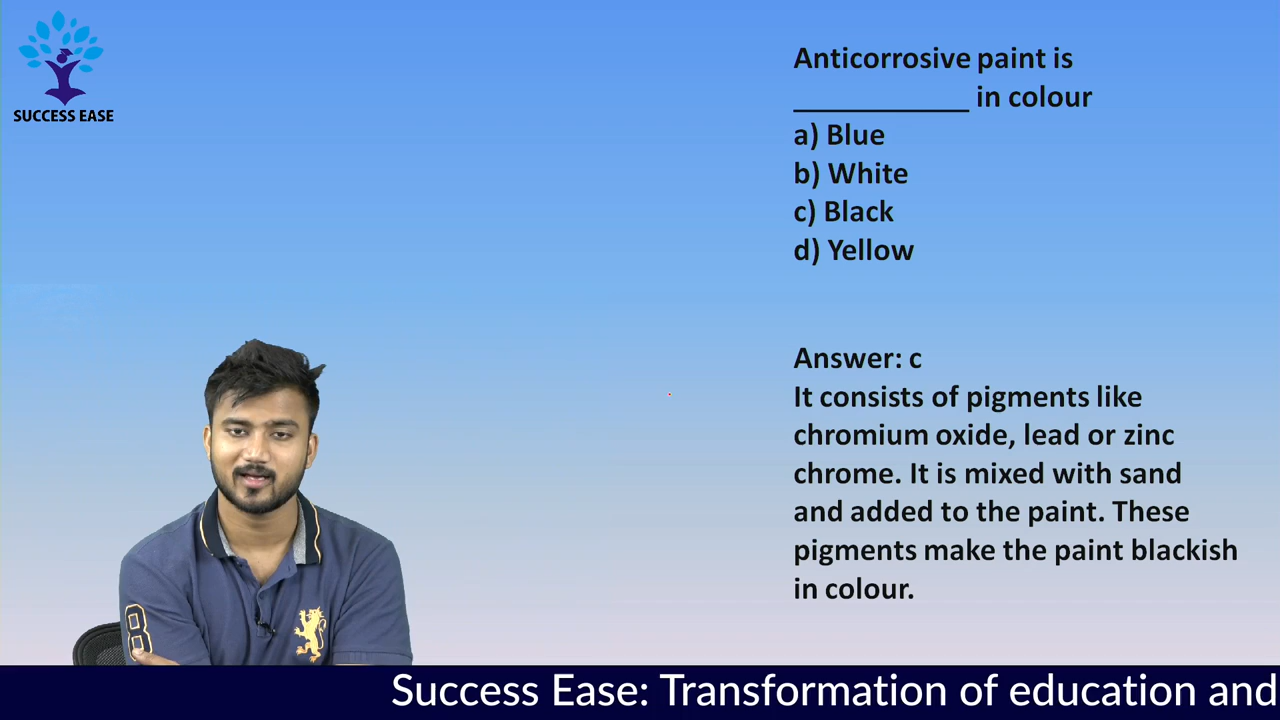 SUCCESS EASE
Anticorrosive paint is
___________ in colour
a) Blue
b) White
c) Black
d) Yellow
Answer: c
It consists of pigments like
chromium oxide, lead or zinc
chrome. It is mixed with sand
and added to the paint. These
pigments make the paint blackish
in colour.
8
Success Ease: Transformation of education and